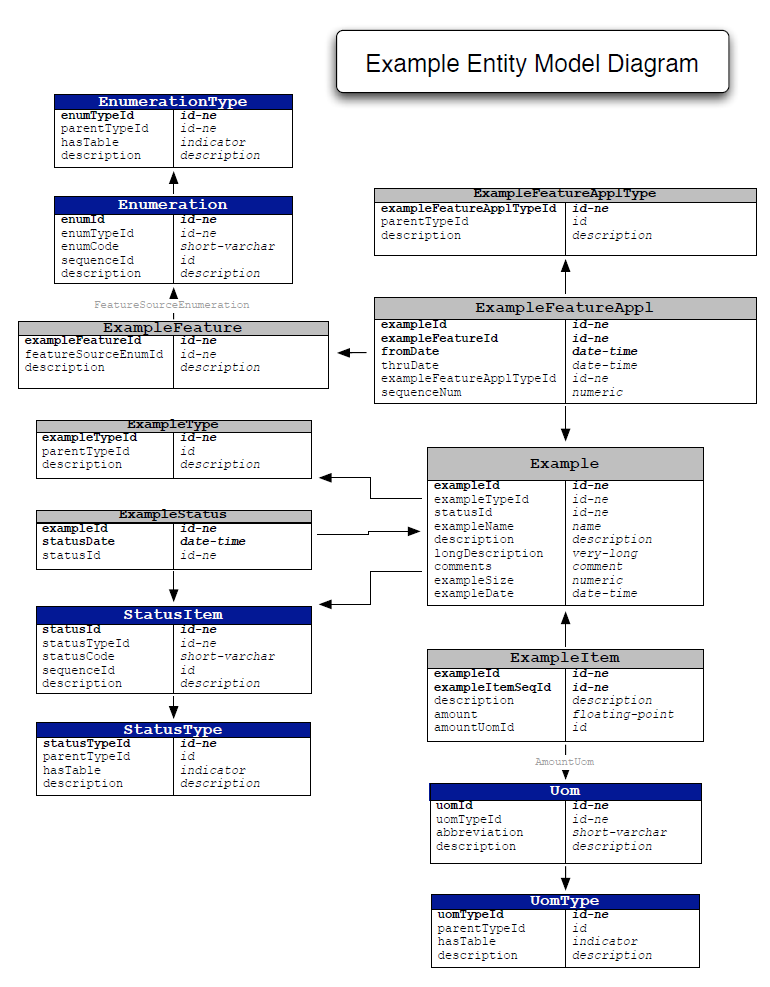 Example Entity Model Diagram
EnumerationType
enumTypeId id-ne
parentTypeId id-ne
hasTable indicator
description description
Enumeration
enumId id-ne
enumTypeId id-ne
enumCode short-varchar
sequenceId id
description description
FeatureSourceEnumeration
ExampleFeature
exampleFeatureId id-ne
featureSourceEnumId id-ne
description description
ExampleFeatureApplType
exampleFeatureApplTypeId id-ne
parentTypeId id
description description
ExampleFeatureAppl
exampleId id-ne
exampleFeatureId id-ne
fromDate date-time
thruDate date-time
exampleFeatureApplTypeId id-ne
sequenceNum numeric
ExampleType
exampleTypeId id-ne
parentTypeId id
description description
ExampleStatus
exampleId id-ne
statusDate date-time
statusId id-ne
Example
exampleId id-ne
exampleTypeId id-ne
statusId id-ne
exampleName name
description description
longDescription very-long
comments comment
exampleSize numeric
exampleDate date-time
StatusItem
statusId id-ne
statusTypeId id-ne
statusCode short-varchar
sequenceId id
description description
StatusType
statusTypeId id-ne
parentTypeId id
hasTable indicator
description description
ExampleItem
exampleId id-ne
exampleItemSeqId id-ne
description description
amount floating-point
amountUomId id
AmountUom
Uom
uomId id-ne
uomTypeId id-ne
abbreviation short-varchar
description description
UomType
uomTypeId id-ne
parentTypeId id
hasTable indicator
description description